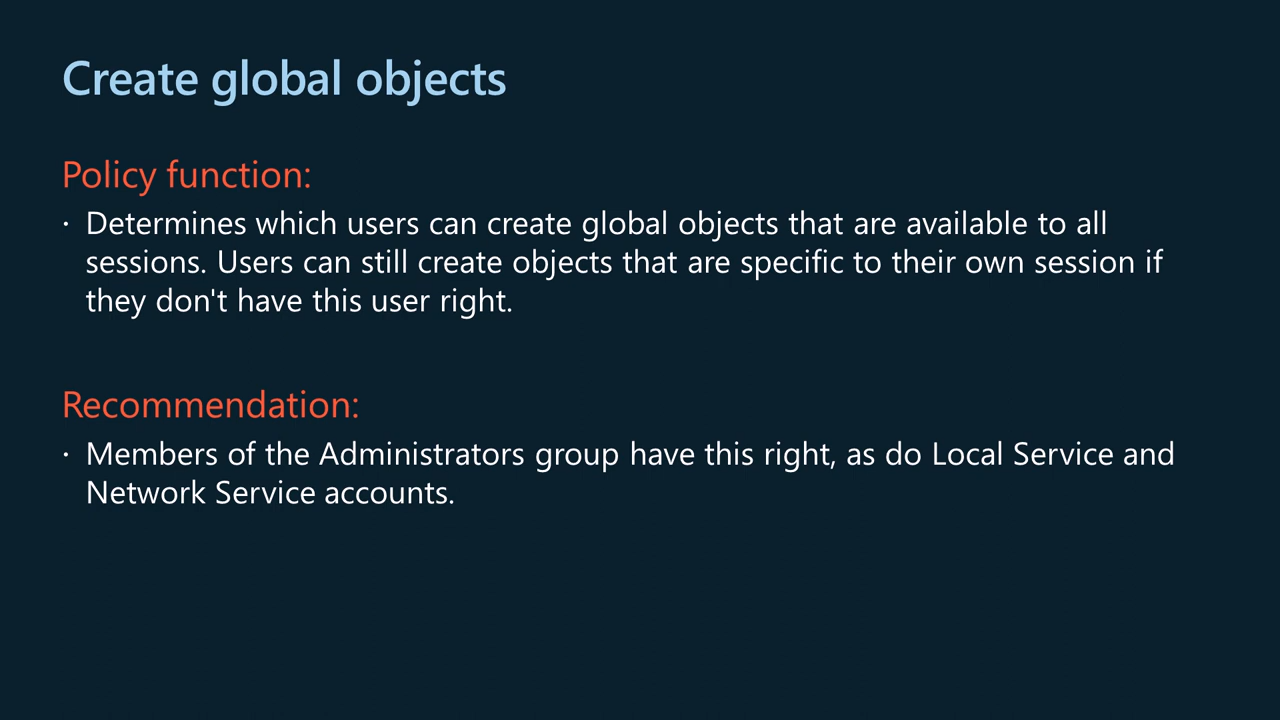 Create global objects
Policy function:
· Determines which users can create global objects that are available to all
sessions. Users can still create objects that are specific to their own session if
they don't have this user right.
Recommendation:
· Members of the Administrators group have this right, as do Local Service and
Network Service accounts.